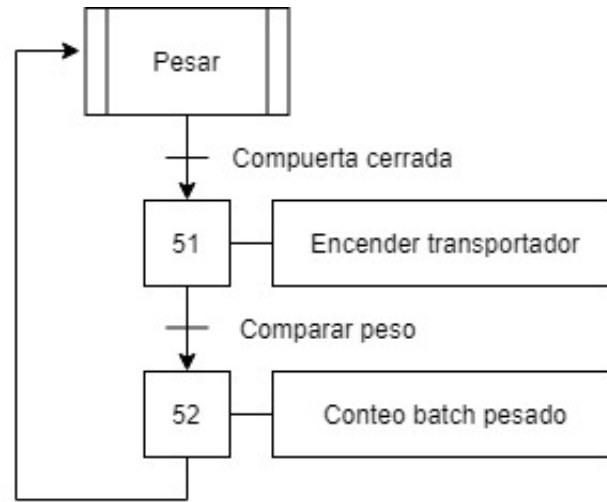 Pesar
Compuerta cerrada
51
Encender transportador
Comparar peso
52
Conteo batch pesado